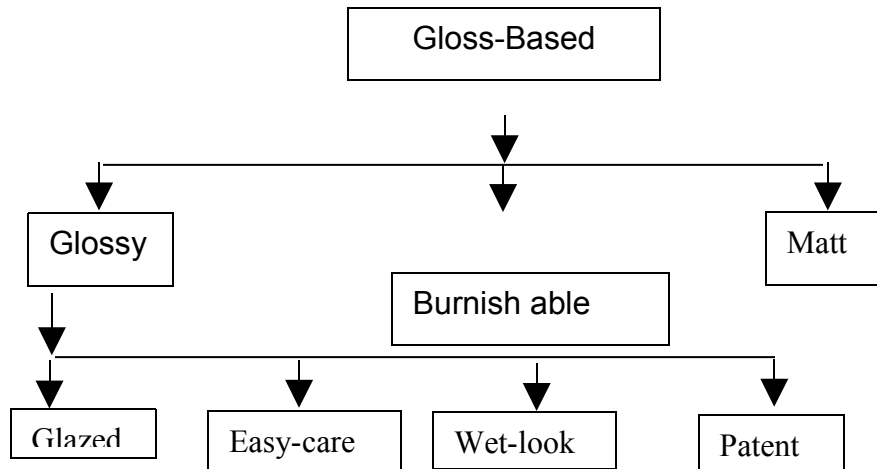 Gloss-Based
Glossy
Matt
Burnish able
Glazed
Easy-care
Wet-look
Patent